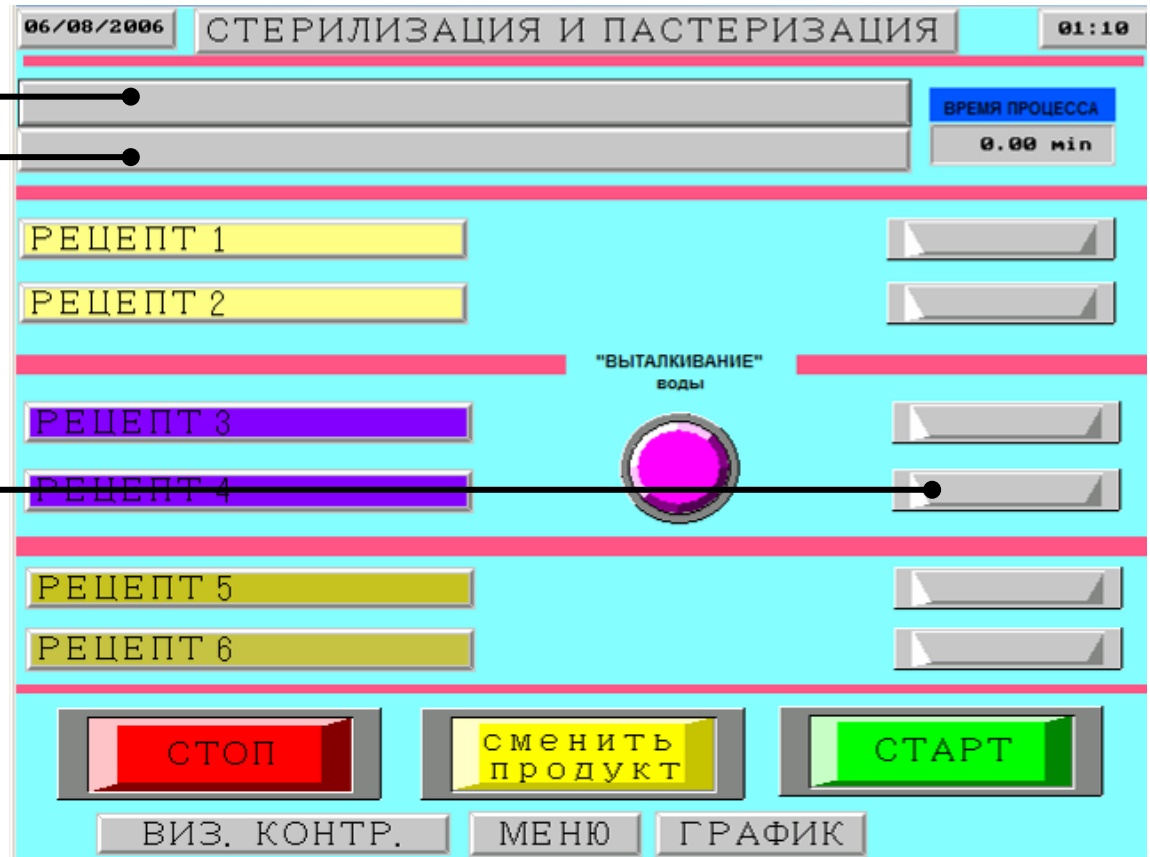 06/08/2006 СТЕРИЛИЗАЦИЯ И ПАСТЕРИЗАЦИЯ 01:10
ВРЕМЯ ПРОЦЕССА
0.00 min
РЕЦЕПТ 1
РЕЦЕПТ 2
"ВЫТАЛКИВАНИЕ"
воды
РЕЦЕПТ 3
РЕЦЕПТ 4
РЕЦЕПТ 5
РЕЦЕПТ 6
СТОП
сменить
продукт
СТАРТ
ВИЗ. КОНТР. МЕНЮ ГРАФИК